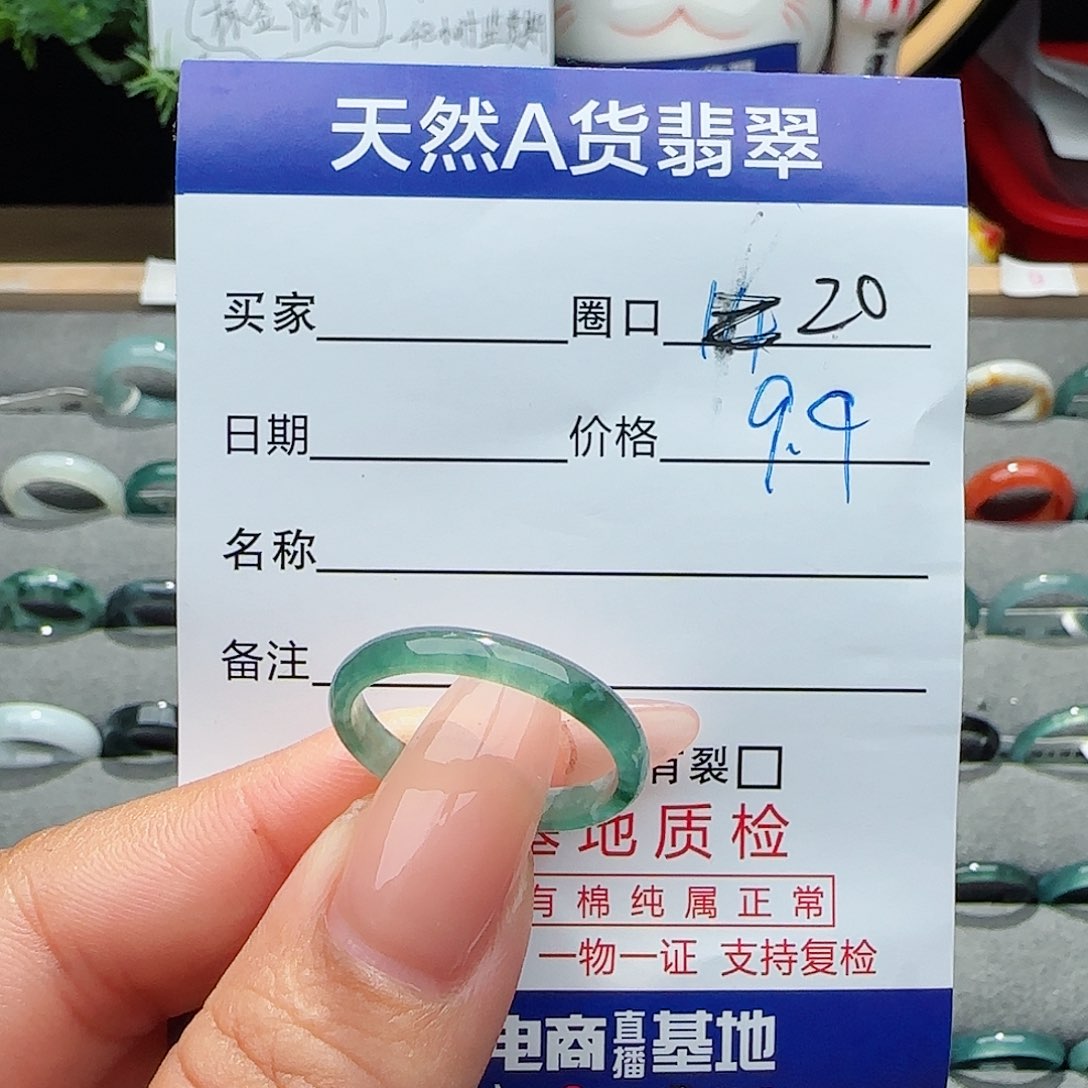 天然A货翡翠
买家 圈口 20
日期 价格 9.9
名称
备注
有裂
基地质检
有棉纯属正常
一物一证 支持复检
电商直播基地